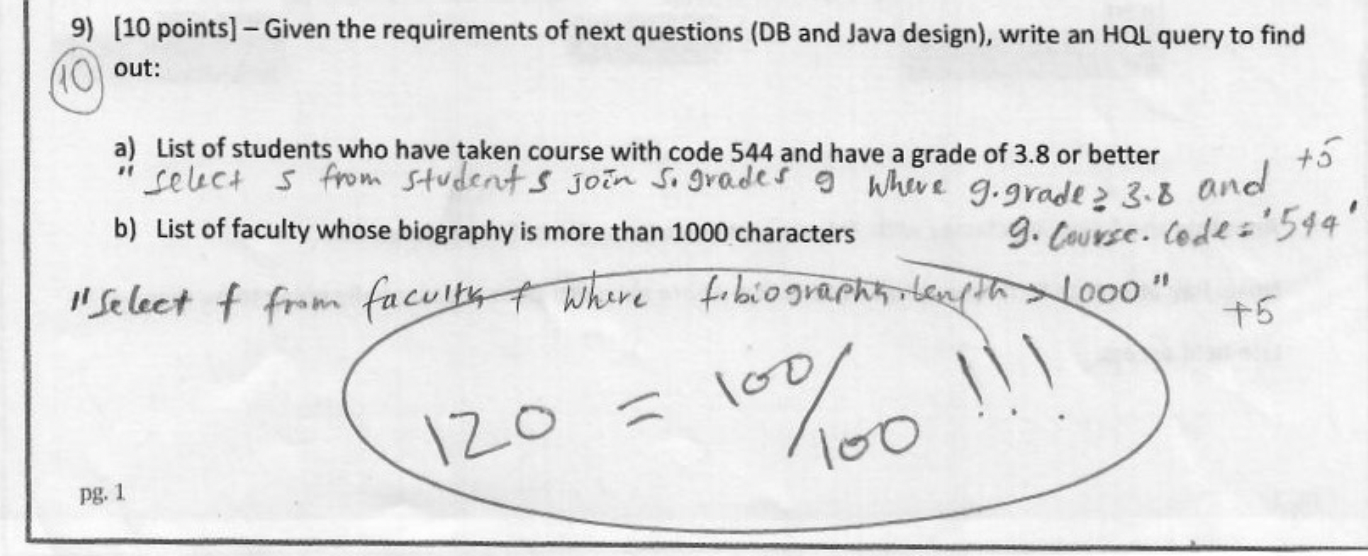 9) [10 points] – Given the requirements of next questions (DB and Java design), write an HQL query to find
10 out:
a) List of students who have taken course with code 544 and have a grade of 3.8 or better
+5
" select s from student s join s.grades g where g.grade ≥ 3.8 and
g.Course.Code = '544'
b) List of faculty whose biography is more than 1000 characters
"Select f from faculty f where f.biography.length > 1000"
+5
120 = 100/100 !!!
pg. 1